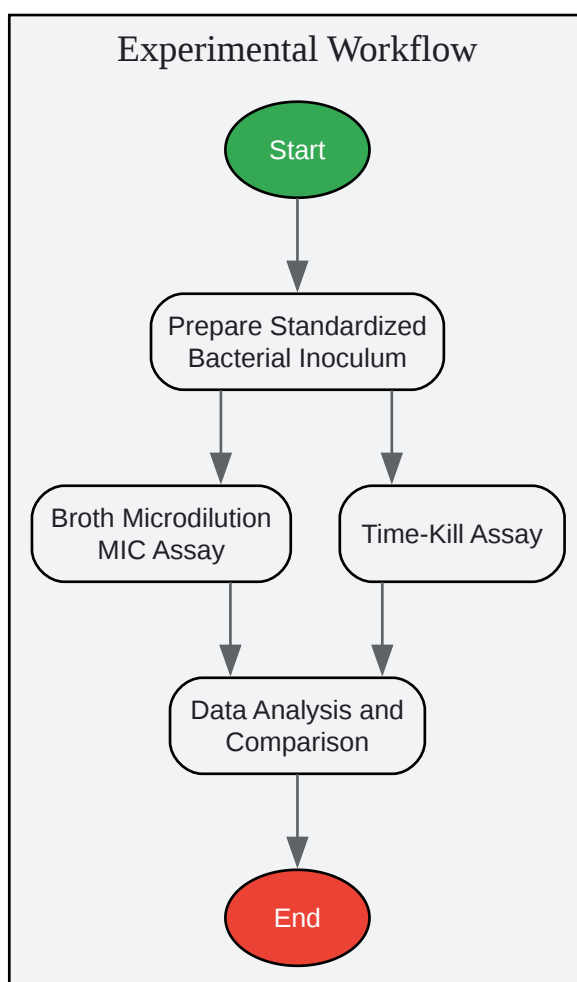 Experimental Workflow
Start
Prepare Standardized
Bacterial Inoculum
Broth Microdilution
MIC Assay
Time-Kill Assay
Data Analysis and
Comparison
End